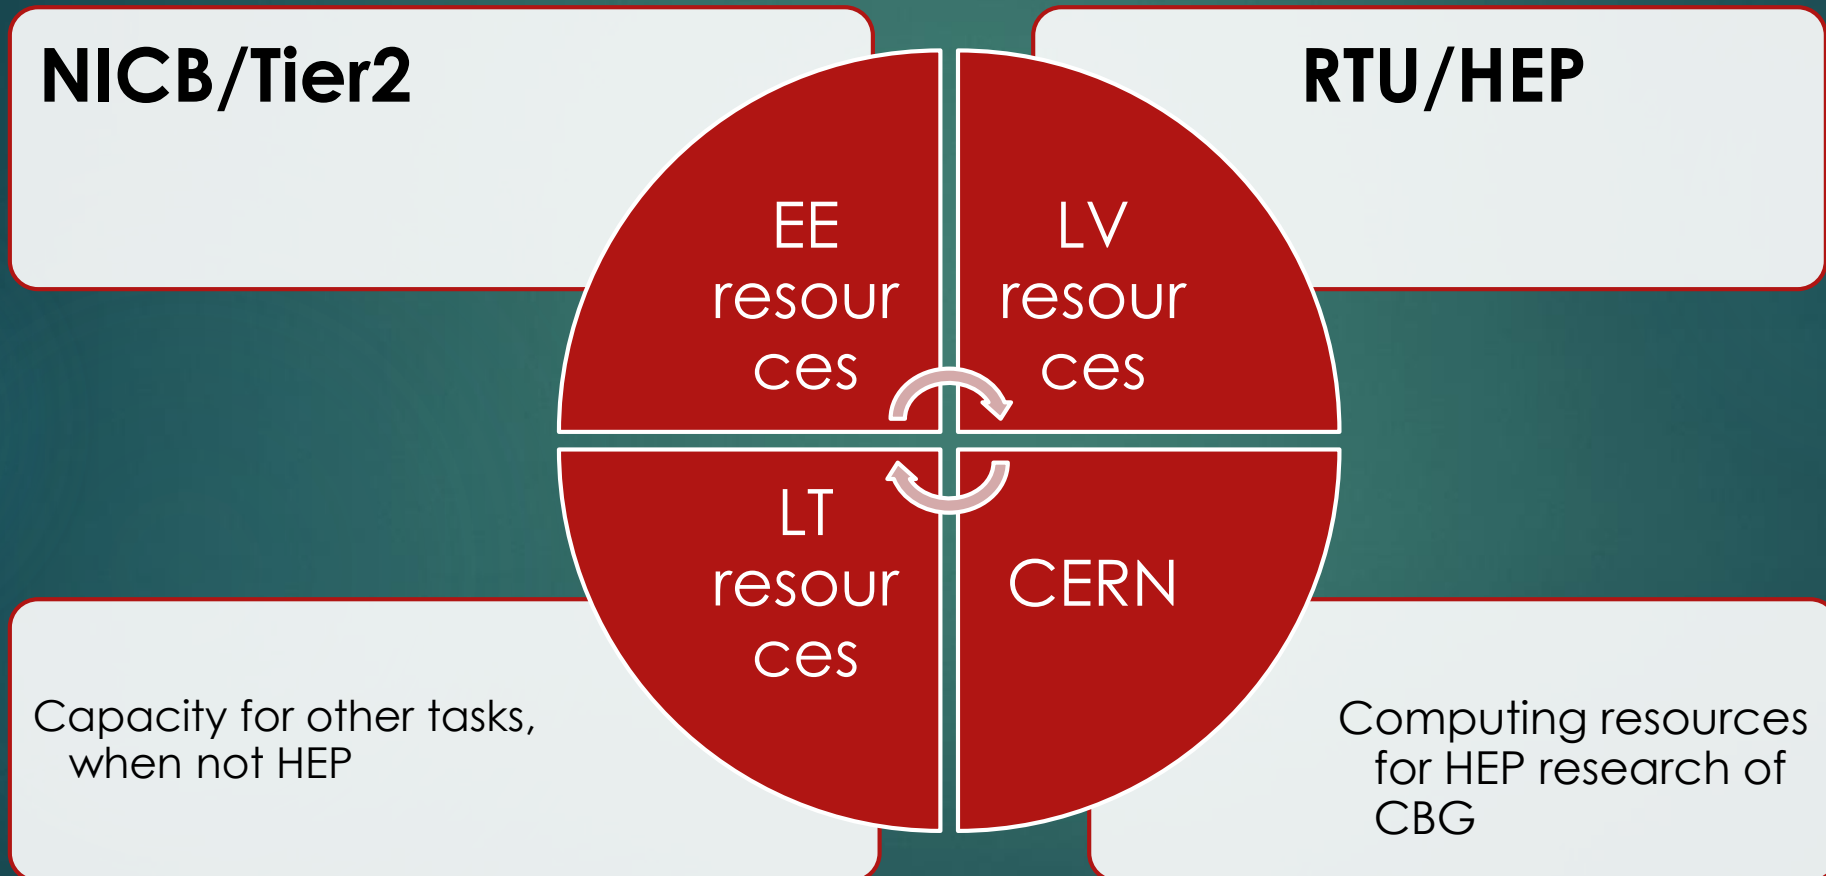 NICB/Tier2
RTU/HEP
EE
resour
ces
LV
resour
ces
LT
resour
ces
CERN
Capacity for other tasks,
when not HEP
Computing resources
for HEP research of
CBG